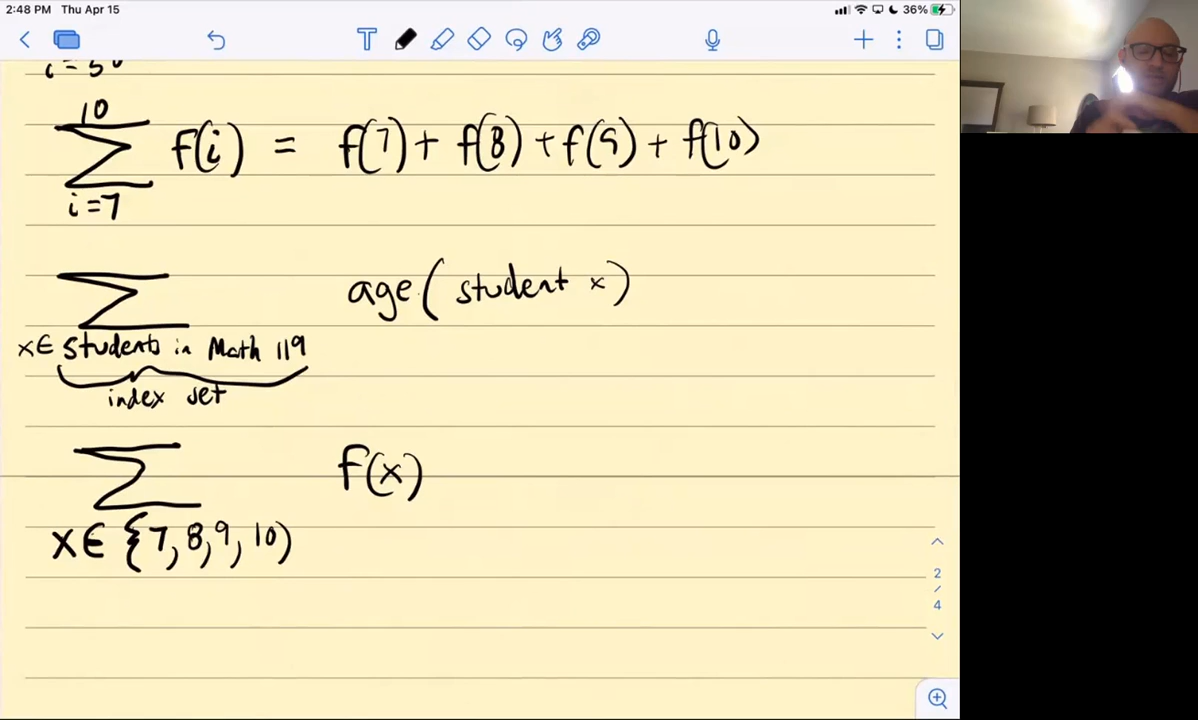 2:48 PM Thu Apr 15
36%
i = 50
10
∑ f(i) = f(7) + f(8) + f(9) + f(10)
i=7
∑ age( student x)
x∈ Students in Math 119
index set
∑ f(x)
x∈ {7,8,9,10)
2
/
4